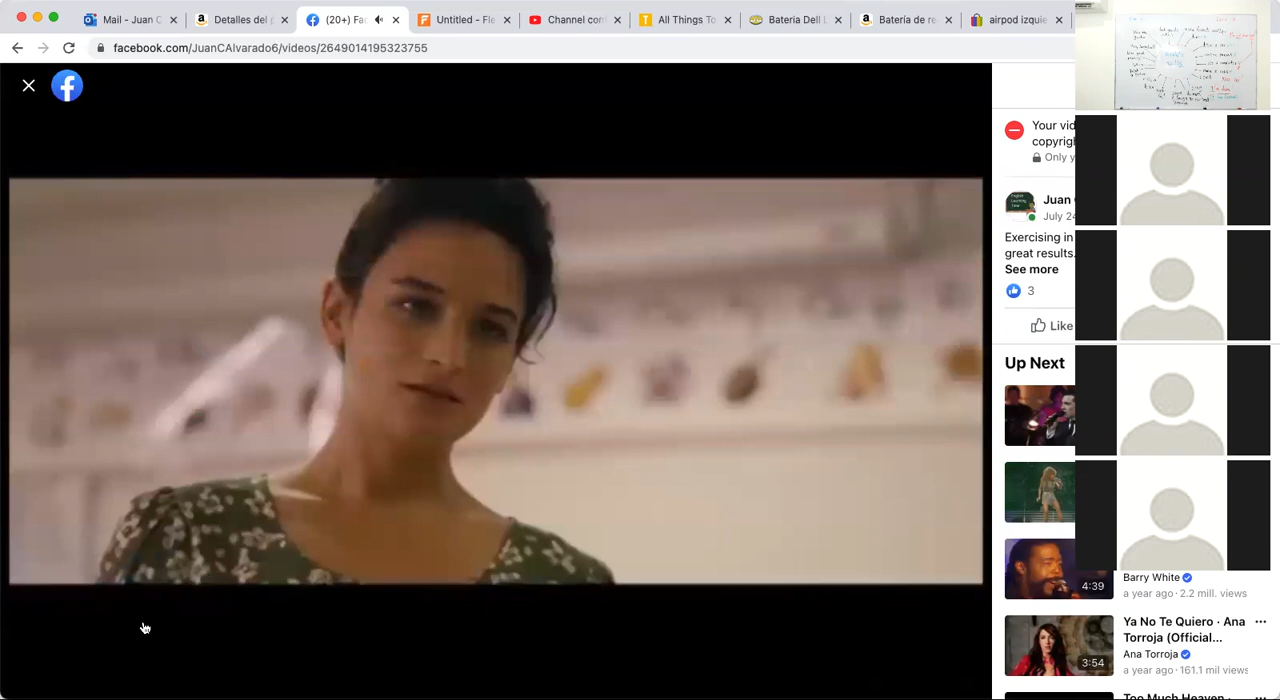 Mail - Juan C
Detalles del p
(20+) Fac
Untitled - Fle
Channel con
All Things To
Bateria Dell L
Batería de re
airpod izquie
facebook.com/JuanCAlvarado6/videos/2649014195323755
Your vid
copyrigh
Only y
Juan
July 24
Exercising in
great results.
See more
3
Like
Up Next
4:39
Barry White
a year ago · 2.2 mill. views
3:54
Ya No Te Quiero · Ana
Torroja (Official...
Ana Torroja
a year ago · 161.1 mil views
Too Much Heaven -